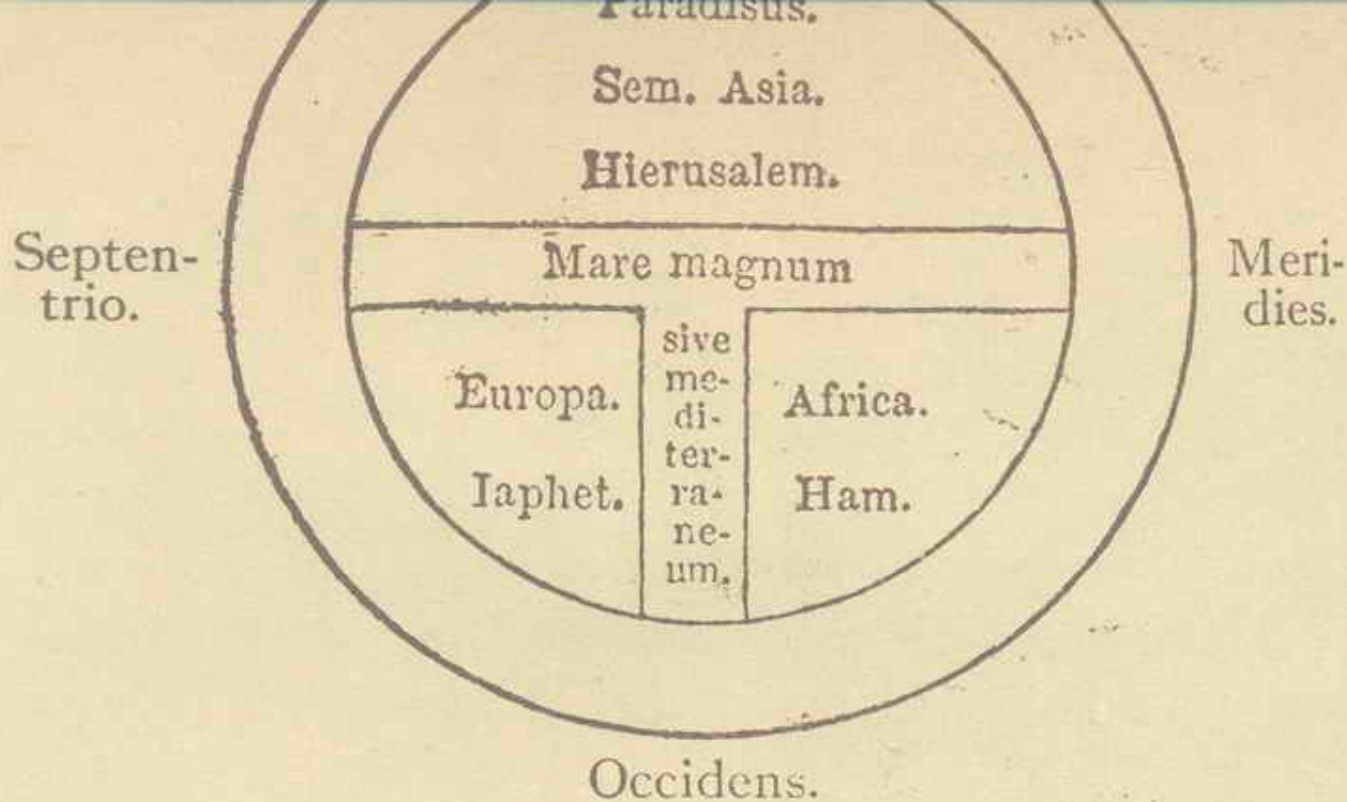 Paradisus.
Sem. Asia.
Hierusalem.
Septen-
trio.
Mare magnum
Meri-
dies.
sive
me-
di-
ter-
ra-
ne-
um.
Europa.
Iaphet.
Africa.
Ham.
Occidens.